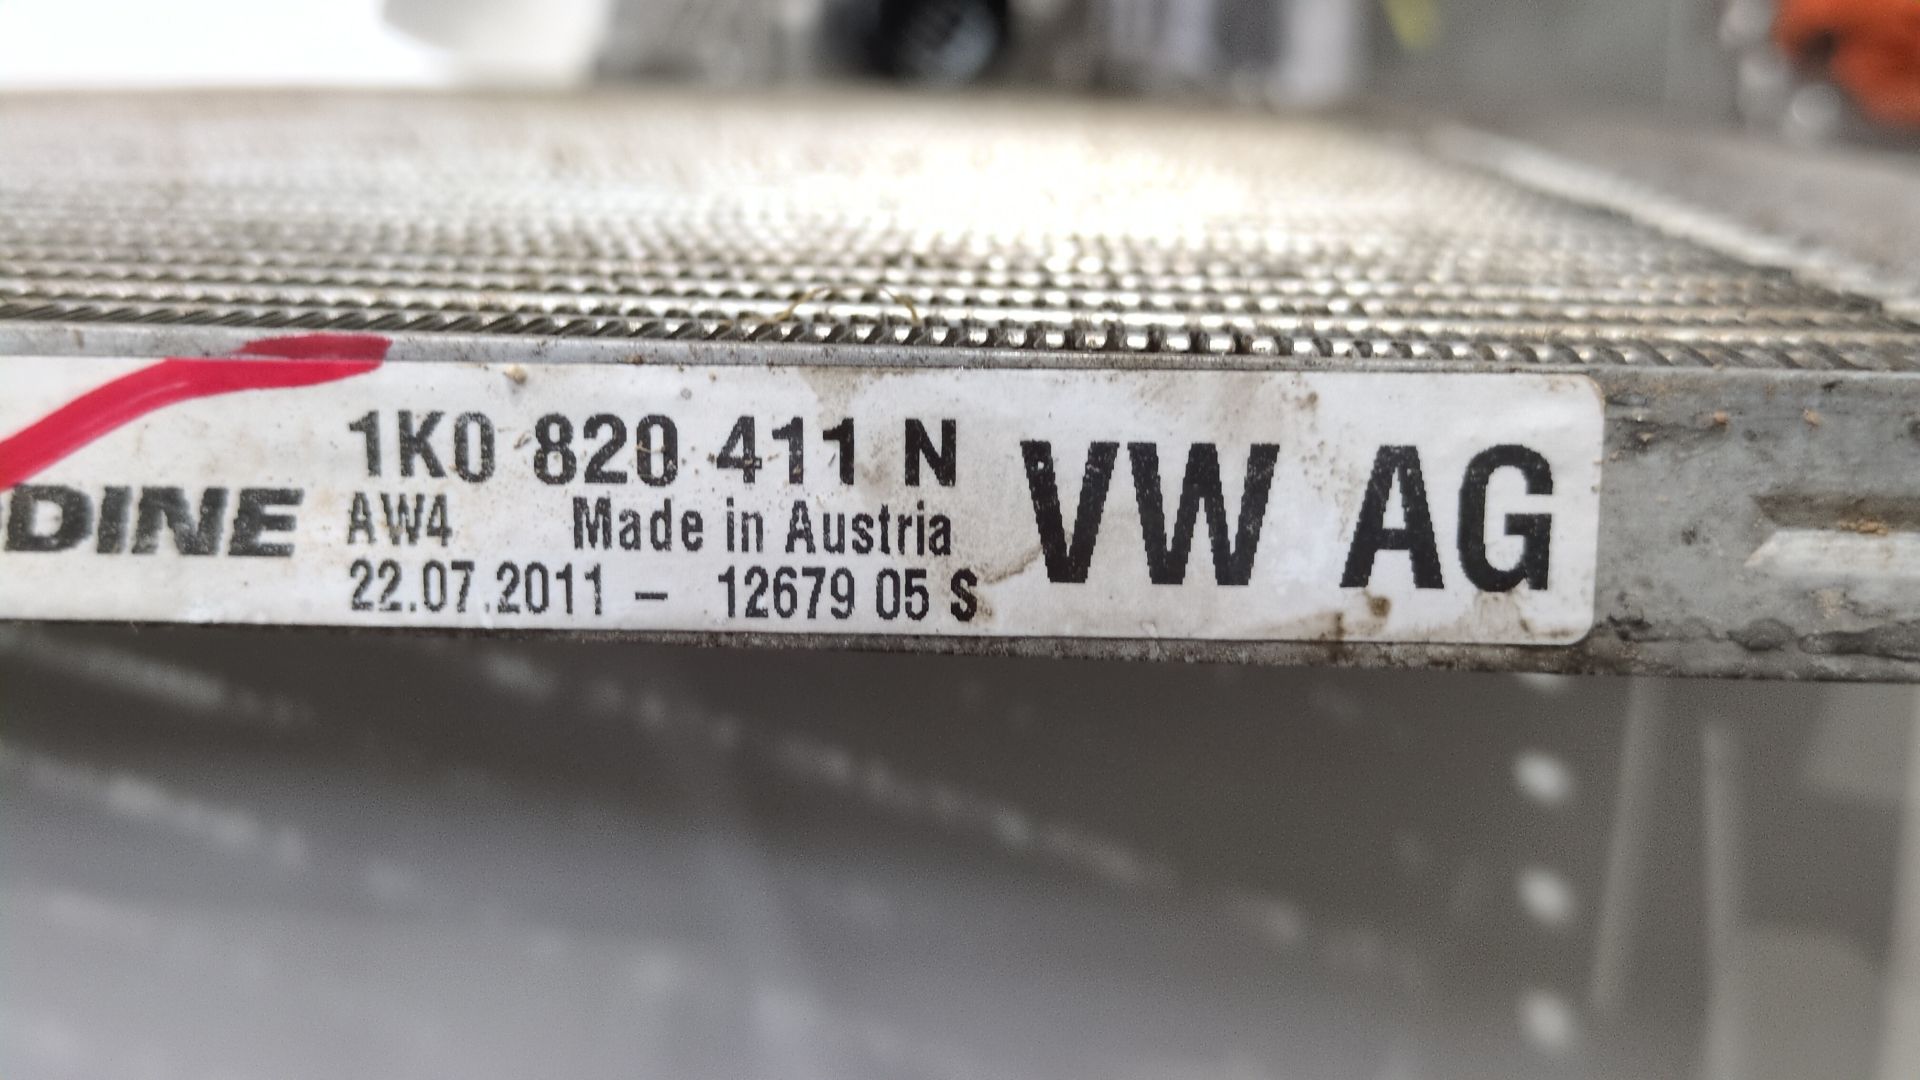 1K0 820 411 N
DINE AW4 Made in Austria VW AG
22.07.2011 – 12679 05 S